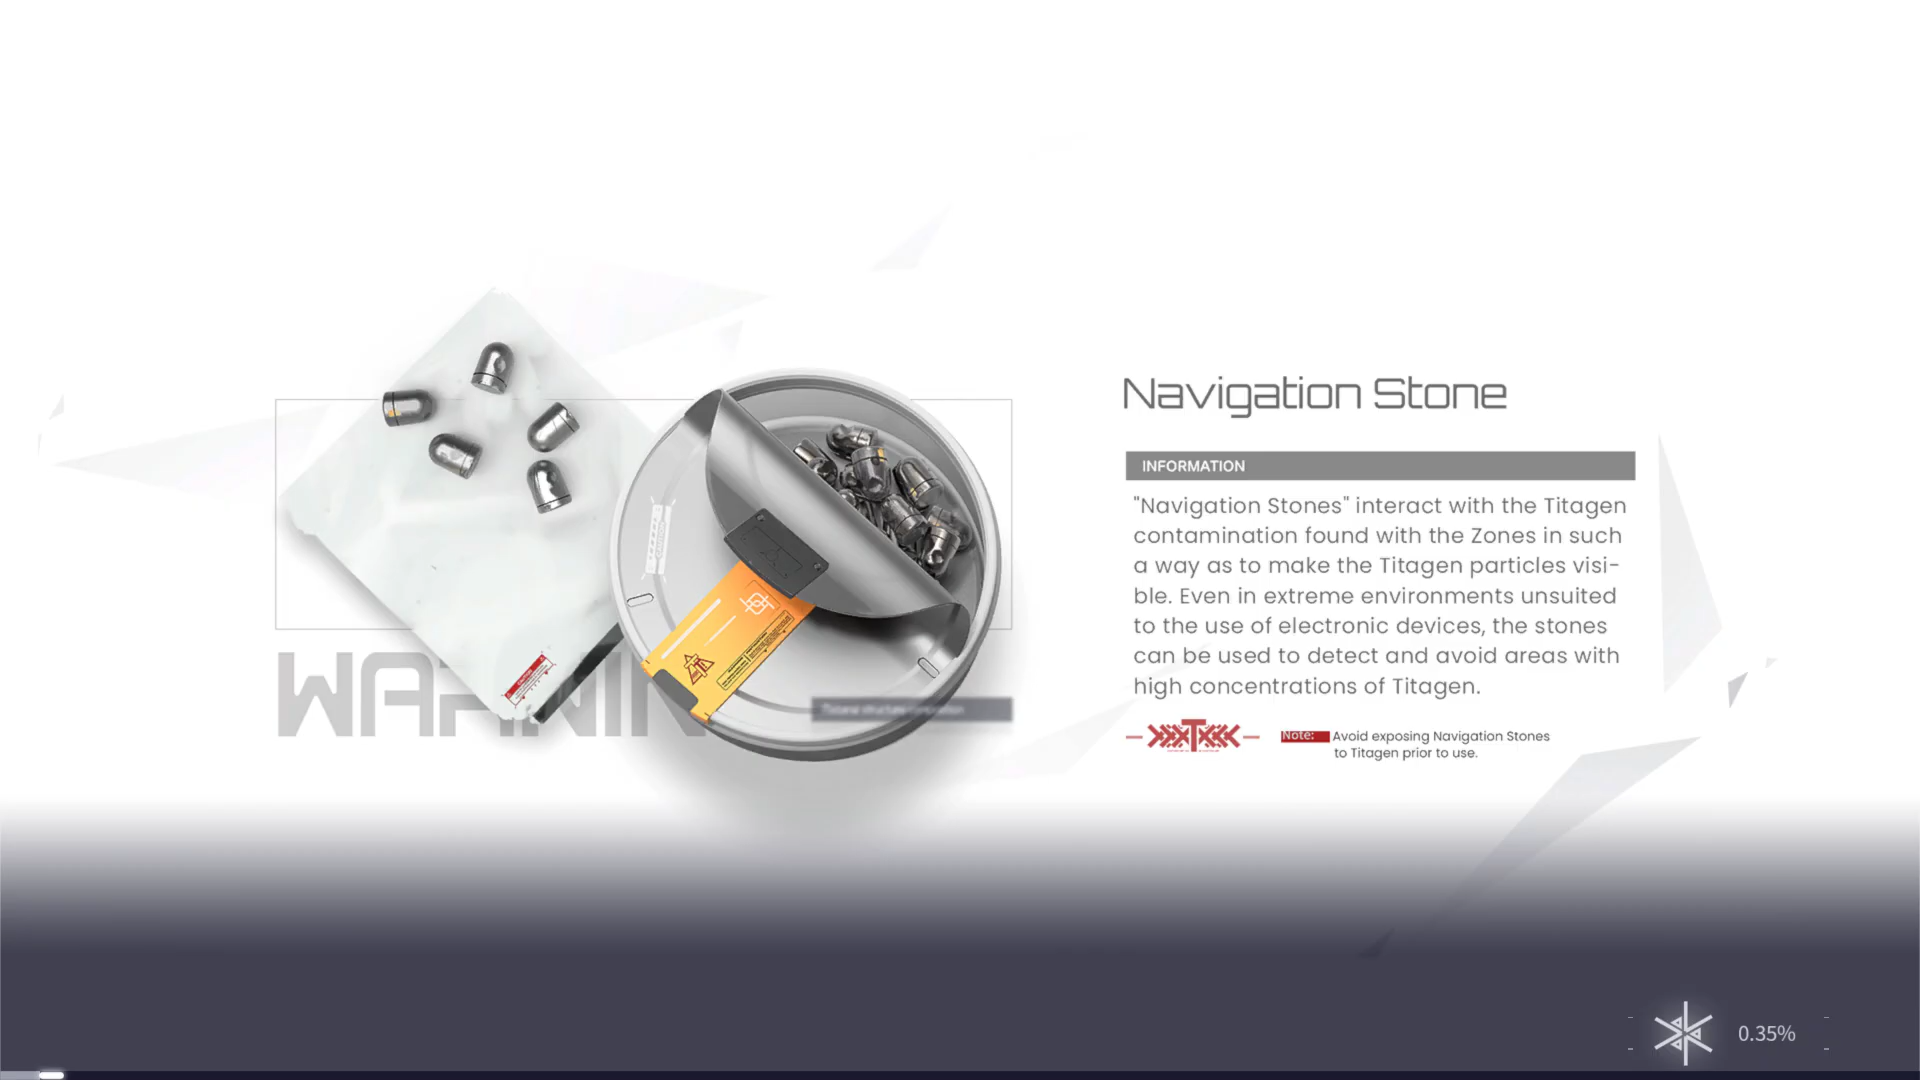 Navigation Stone
INFORMATION
"Navigation Stones" interact with the Titagen
contamination found with the Zones in such
a way as to make the Titagen particles visi-
ble. Even in extreme environments unsuited
to the use of electronic devices, the stones
can be used to detect and avoid areas with
high concentrations of Titagen.
Note: Avoid exposing Navigation Stones
to Titagen prior to use.
0.35%